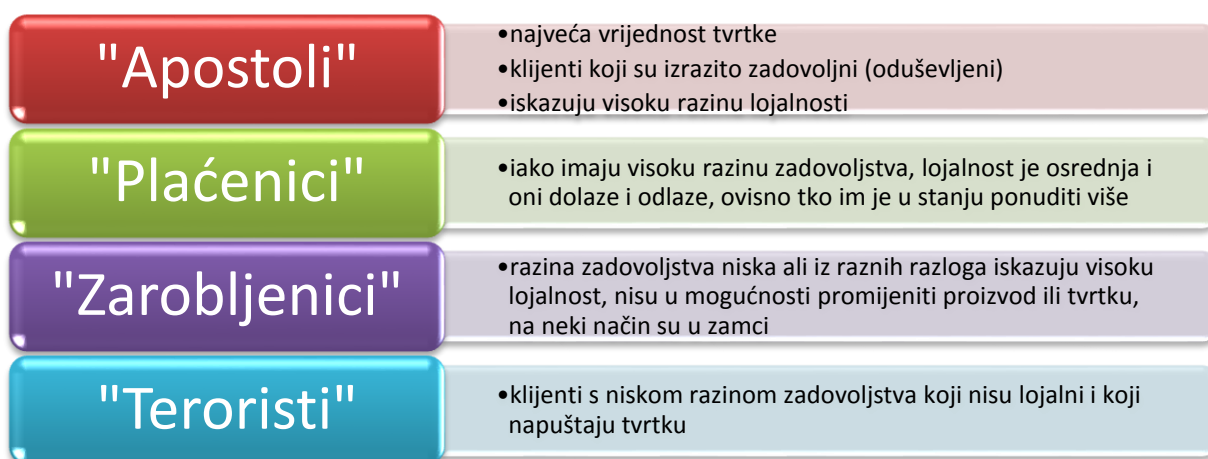 "Apostoli"
•najveća vrijednost tvrtke
•klijenti koji su izrazito zadovoljni (oduševljeni)
•iskazuju visoku razinu lojalnosti
"Plaćenici"
•iako imaju visoku razinu zadovoljstva, lojalnost je osrednja i
oni dolaze i odlaze, ovisno tko im je u stanju ponuditi više
"Zarobljenici"
•razina zadovoljstva niska ali iz raznih razloga iskazuju visoku
lojalnost, nisu u mogućnosti promijeniti proizvod ili tvrtku,
na neki način su u zamci
"Teroristi"
•klijenti s niskom razinom zadovoljstva koji nisu lojalni i koji
napuštaju tvrtku